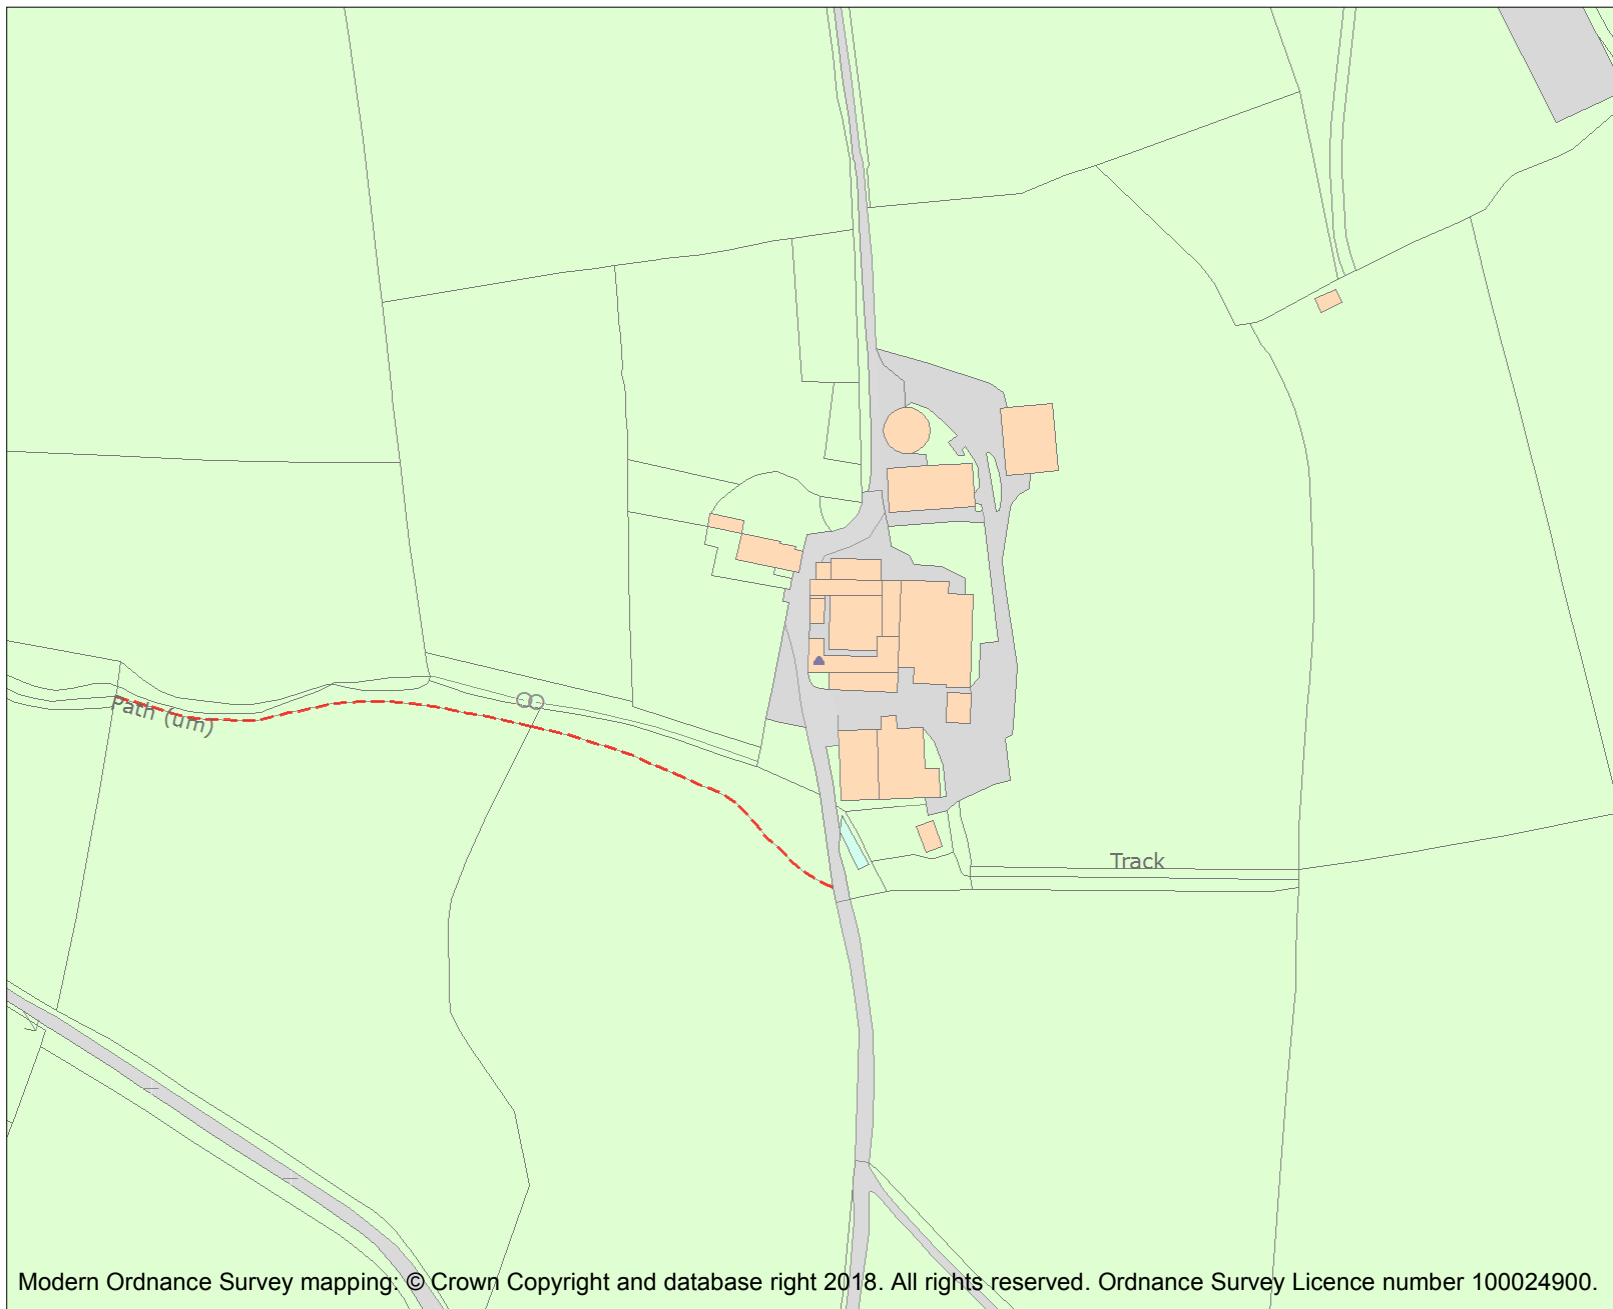 Path (um)
Track
Modern Ordnance Survey mapping: © Crown Copyright and database right 2018. All rights reserved. Ordnance Survey Licence number 100024900.